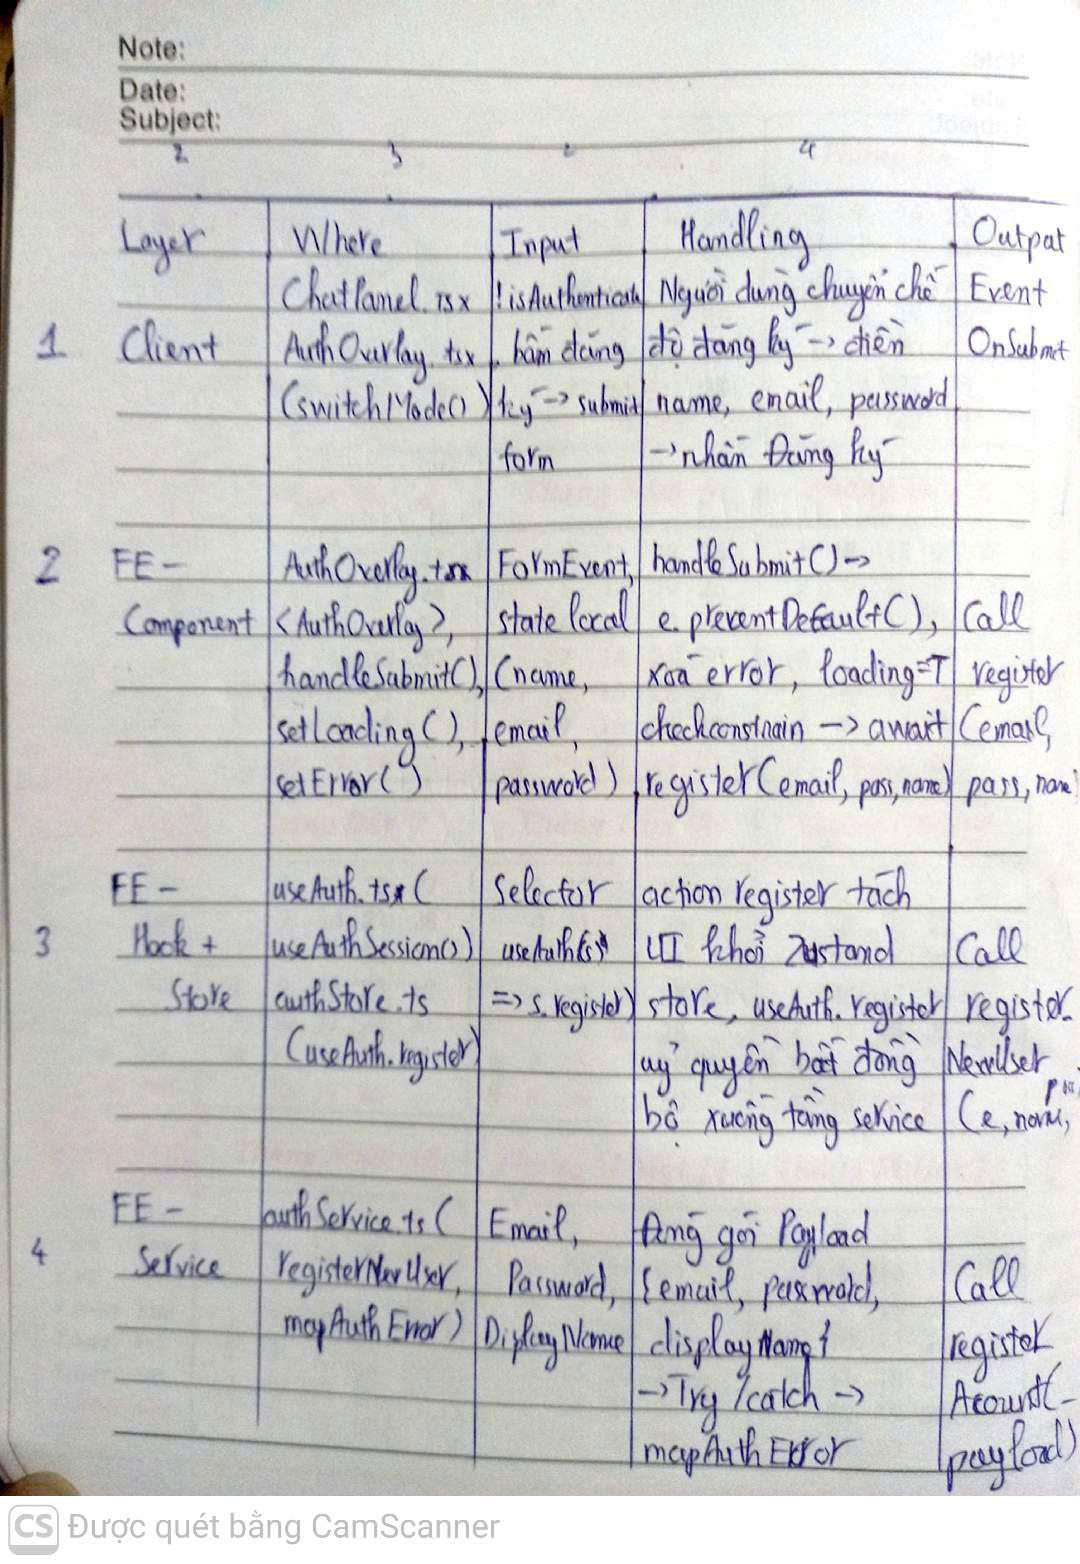 Note:
Date:
Subject:
2 3 2 4
Layer Where Input Handling Output
ChatPanel.tsx !isAuthenticate Người dùng chuyển chế Event
1 Client AuthOverlay.tsx bấm đăng độ đăng ký → điền OnSubmit
(switchMode()) ký → submit name, email, password
form → nhấn Đăng ký
2 FE - AuthOverlay.tsx FormEvent, handleSubmit() →
Component <AuthOverlay>, state local e.preventDefault(), Call
handleSubmit(), (name, xoá error, loading=T register
setLoading(), email, checkconstrain → await (email,
setError() password) register(email, pass, name) pass, name)
FE - useAuth.tsx ( Selector action register tách
3 Hook + useAuthSession()) useAuth(s UI khỏi Zustand Call
Store authStore.ts => s.register) store, useAuth.register register
(useAuth.register) uỷ quyền bất đồng NewUser
bộ xuống tầng service (e, name,
FE - authService.ts ( Email, Đóng gói Payload
4 Service registerNewUser, Password, {email, password, Call
mapAuthError) DisplayName displayName} register
→ Try/catch → Acount(-
mapAuthError payload)
CS Được quét bằng CamScanner